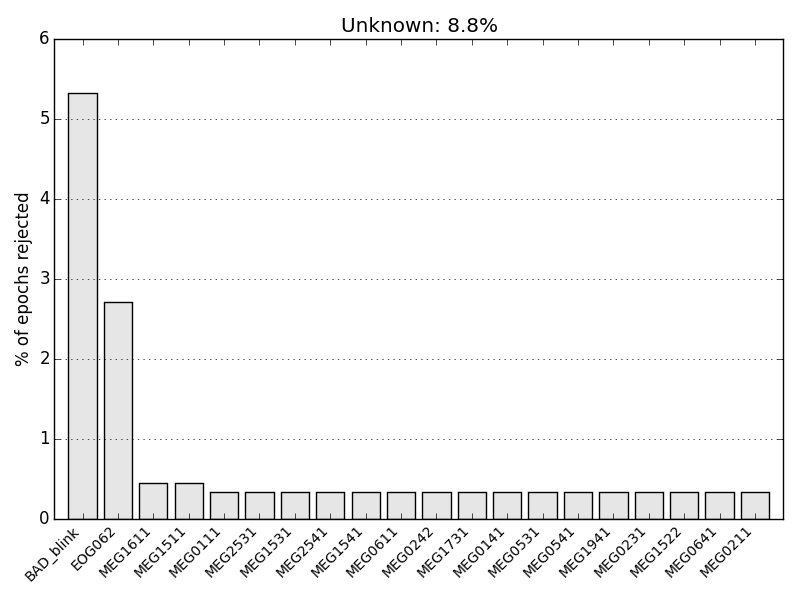 Unknown: 8.8%
6
5
4
3
2
1
0
% of epochs rejected
BAD_blink
EOG062
MEG1611
MEG1511
MEG0111
MEG2531
MEG1531
MEG2541
MEG1541
MEG0611
MEG0242
MEG1731
MEG0141
MEG0531
MEG0541
MEG1941
MEG0231
MEG1522
MEG0641
MEG0211